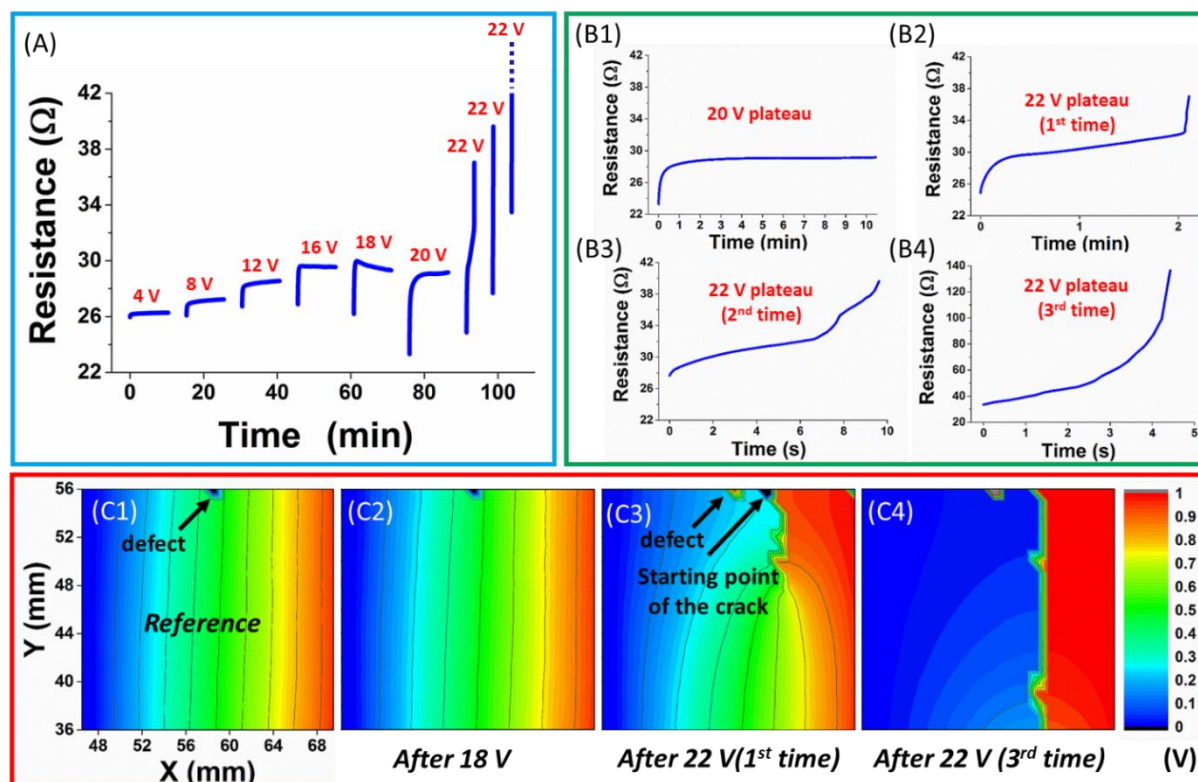 (A)
22 V
42
38
34
30
26
22
Resistance (Ω)
4 V
8 V
12 V
16 V
18 V
20 V
22 V
22 V
0
20
40
60
80
100
Time (min)
(B1)
42
38
34
30
26
22
Resistance (Ω)
20 V plateau
0 1 2 3 4 5 6 7 8 9 10
Time (min)
(B2)
42
38
34
30
26
22
Resistance (Ω)
22 V plateau
(1st time)
0 1 2
Time (min)
(B3)
42
38
34
30
26
22
Resistance (Ω)
22 V plateau
(2nd time)
0 2 4 6 8 10
Time (s)
(B4)
140
120
100
80
60
40
20
Resistance (Ω)
22 V plateau
(3rd time)
0 1 2 3 4 5
Time (s)
56
52
48
44
40
36
Y (mm)
(C1)
defect
Reference
48 52 56 60 64 68
X (mm)
(C2)
After 18 V
(C3)
defect
Starting point
of the crack
After 22 V(1st time)
(C4)
After 22 V (3rd time)
1
0.9
0.8
0.7
0.6
0.5
0.4
0.3
0.2
0.1
0
(V)